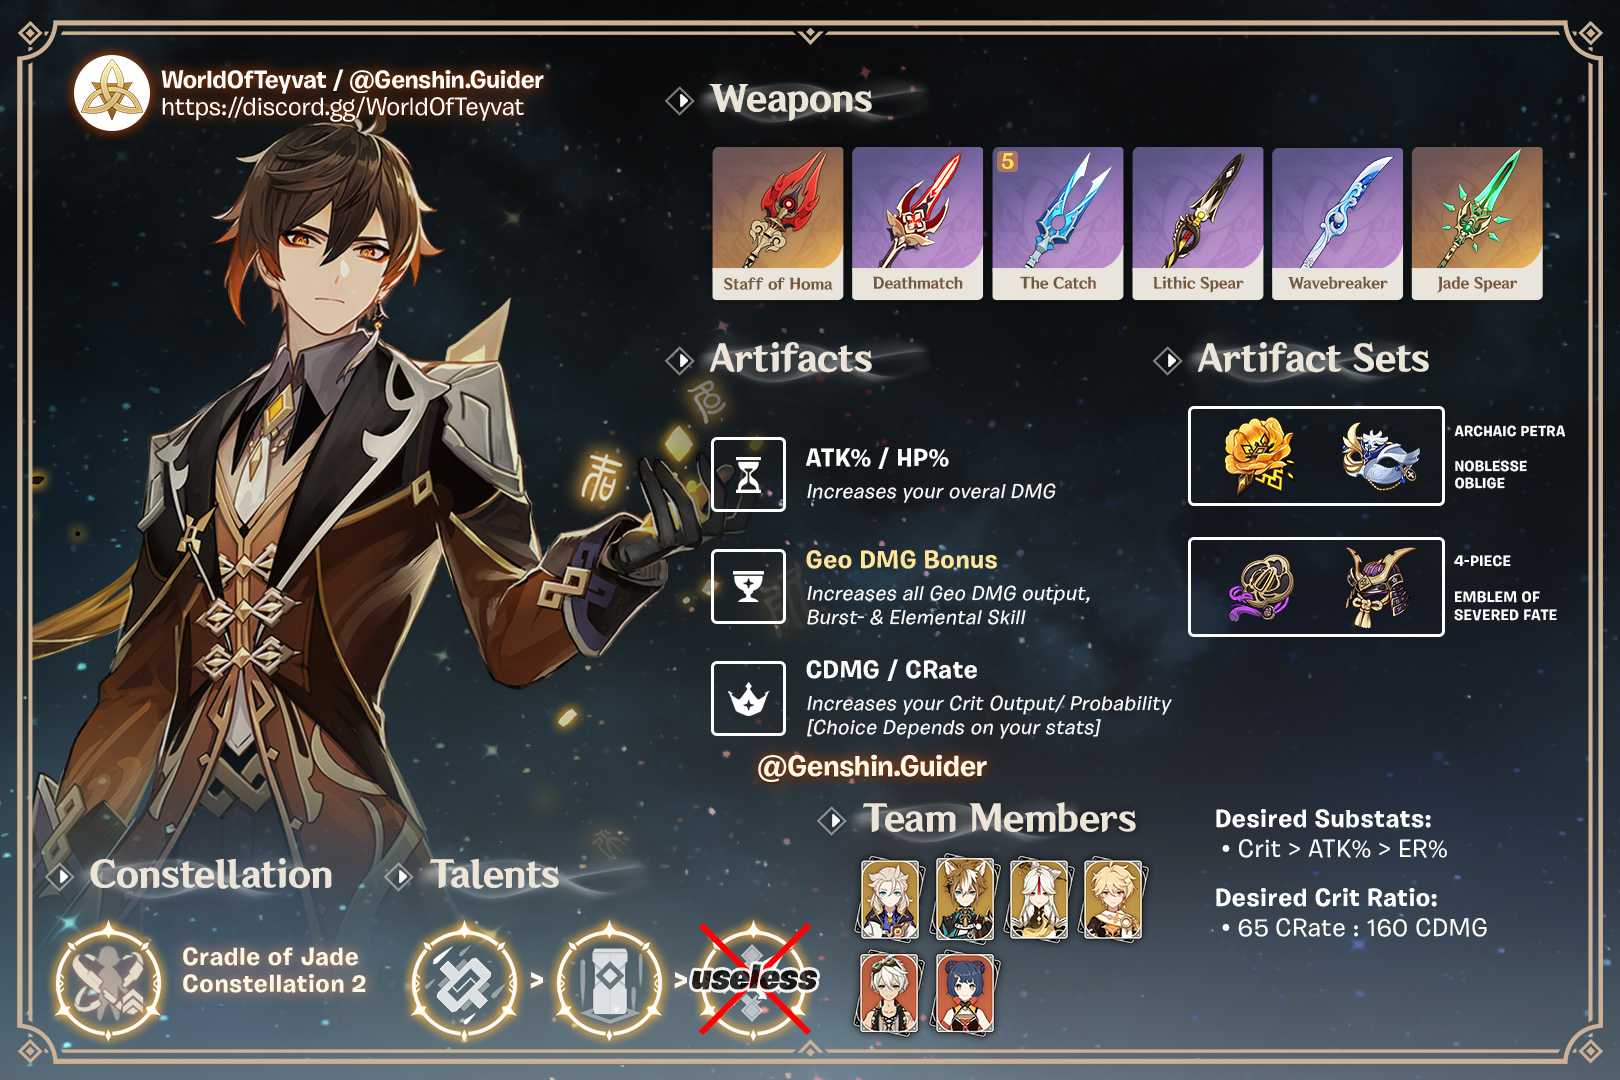 WorldOfTeyvat / @Genshin.Guider
https://discord.gg/WorldOfTeyvat
Weapons
5
Staff of Homa
Deathmatch
The Catch
Lithic Spear
Wavebreaker
Jade Spear
Artifacts
ATK% / HP%
Increases your overal DMG
Geo DMG Bonus
Increases all Geo DMG output,
Burst- & Elemental Skill
CDMG / CRate
Increases your Crit Output/ Probability
[Choice Depends on your stats]
@Genshin.Guider
Artifact Sets
ARCHAIC PETRA
NOBLESSE
OBLIGE
4-PIECE
EMBLEM OF
SEVERED FATE
Team Members
Desired Substats:
• Crit > ATK% > ER%
Desired Crit Ratio:
• 65 CRate : 160 CDMG
Constellation
Cradle of Jade
Constellation 2
Talents
> > useless